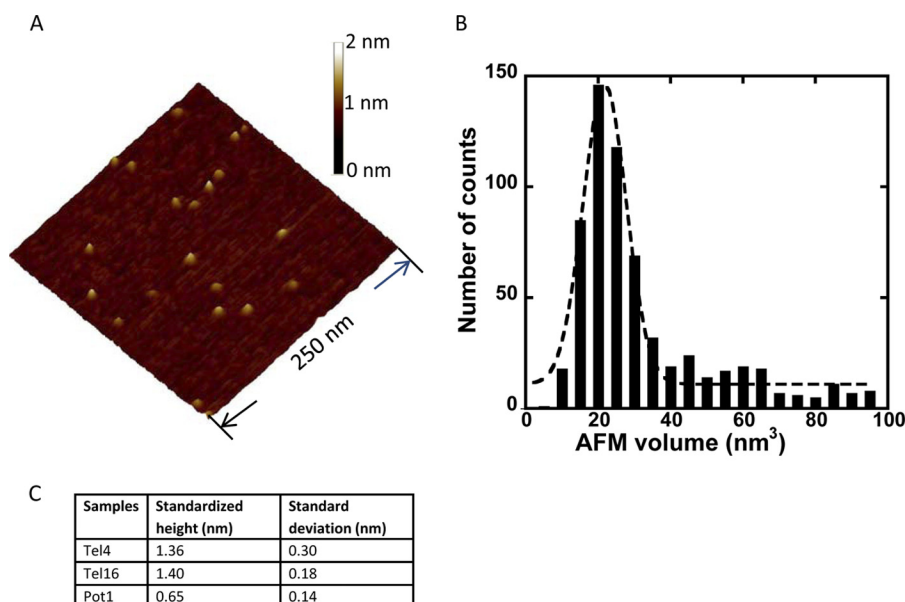 A
2 nm
1 nm
0 nm
250 nm
B
150
100
50
0
0 20 40 60 80 100
Number of counts
AFM volume (nm³)
C
Samples Standardized height (nm) Standard deviation (nm)
Tel4 1.36 0.30
Tel16 1.40 0.18
Pot1 0.65 0.14